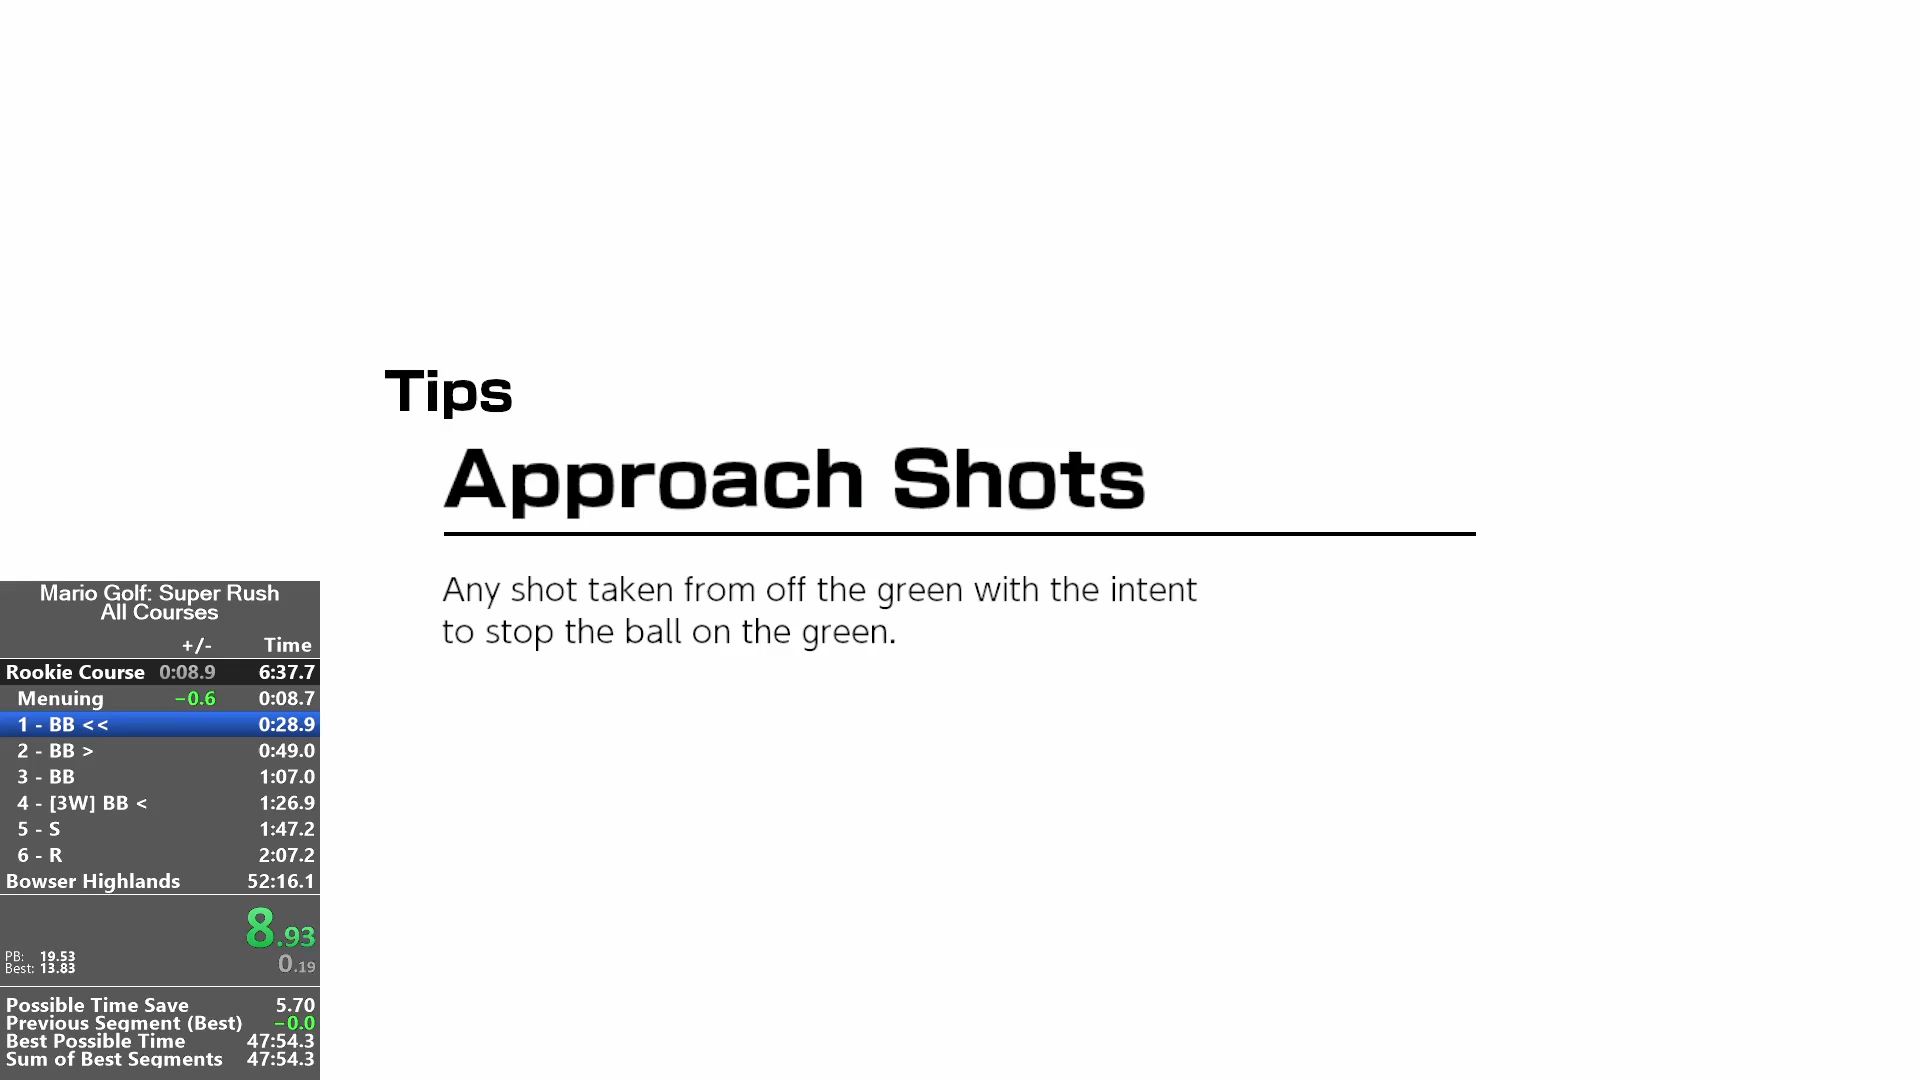 Tips
Approach Shots
Any shot taken from off the green with the intent
to stop the ball on the green.
Mario Golf: Super Rush
All Courses
+/- Time
Rookie Course 0:08.9 6:37.7
Menuing −0.6 0:08.7
1 - BB << 0:28.9
2 - BB > 0:49.0
3 - BB 1:07.0
4 - [3W] BB < 1:26.9
5 - S 1:47.2
6 - R 2:07.2
Bowser Highlands 52:16.1
8.93
PB: 19.53
Best: 13.83
0.19
Possible Time Save 5.70
Previous Segment (Best) −0.0
Best Possible Time 47:54.3
Sum of Best Segments 47:54.3